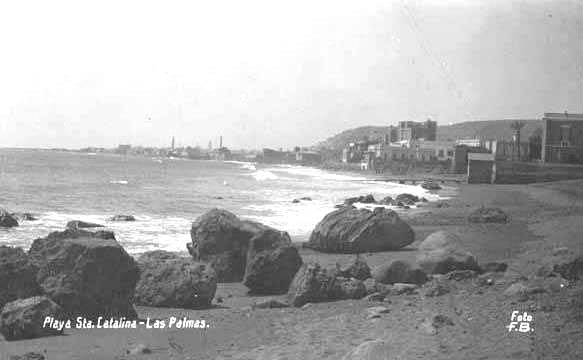 Playa Sta. Catalina - Las Palmas.
Foto
F.B.